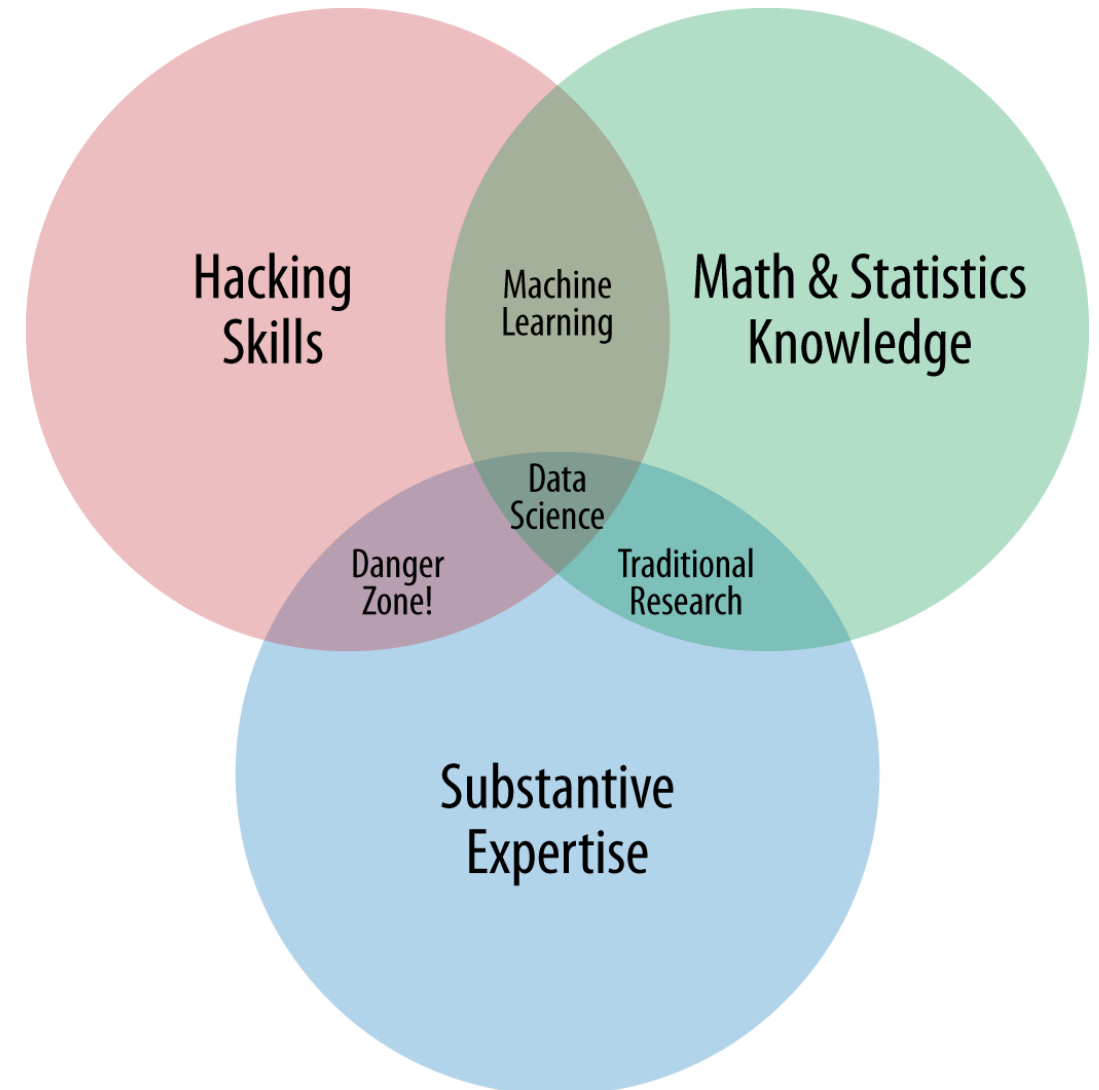 Hacking
Skills
Machine
Learning
Math & Statistics
Knowledge
Data
Science
Danger
Zone!
Traditional
Research
Substantive
Expertise